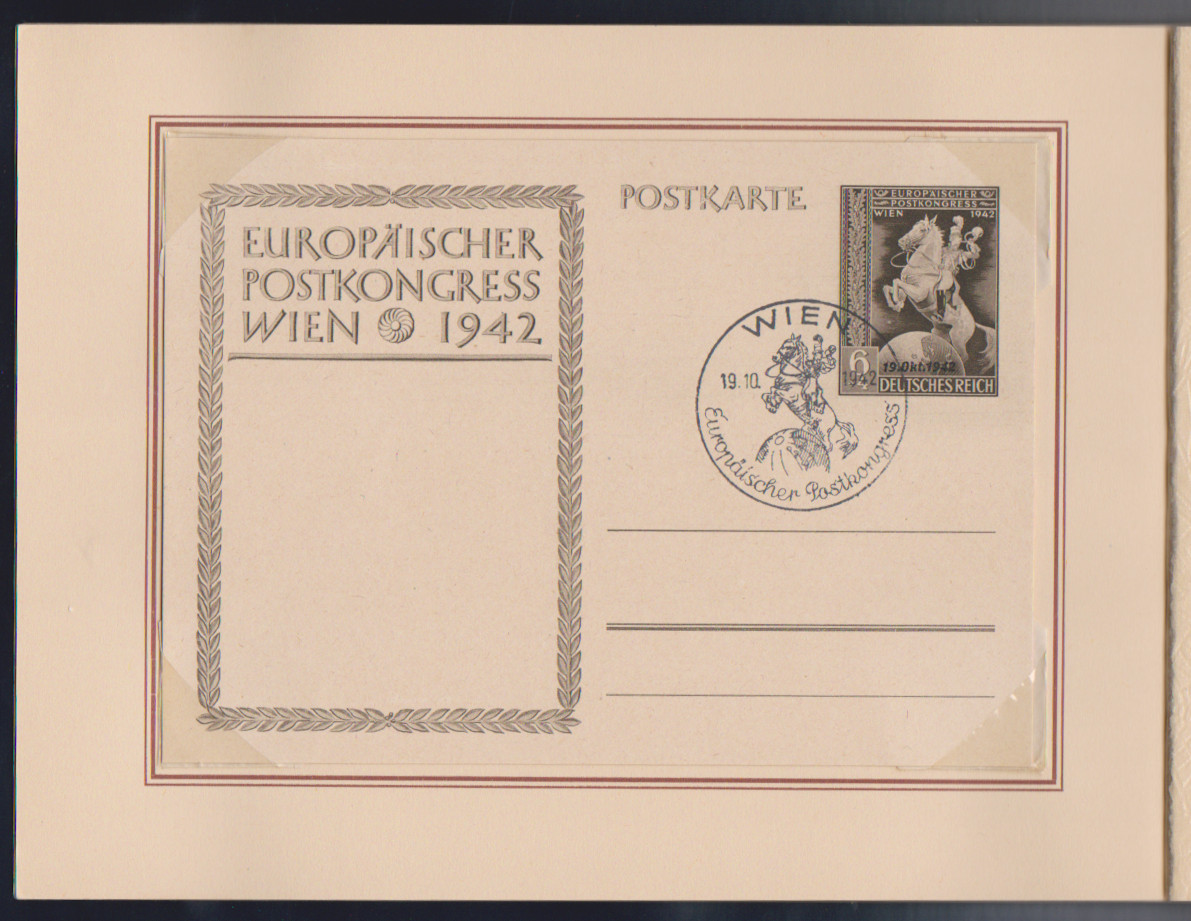 EUROPÄISCHER
POSTKONGRESS
WIEN 1942
POSTKARTE
EUROPÄISCHER
POSTKONGRESS
WIEN 1942
6
19.Okt.1942
DEUTSCHES REICH
WIEN
19.10. 1942
Europäischer Postkongress